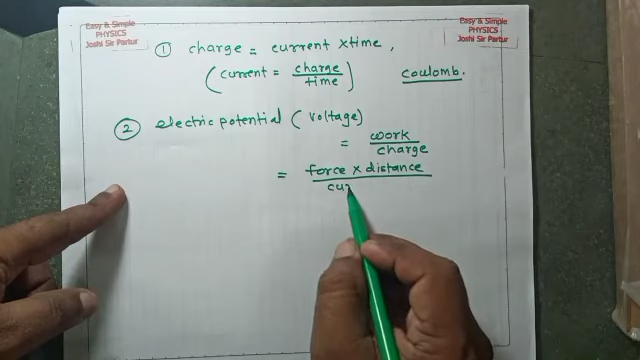 Easy & Simple
PHYSICS
Joshi Sir Partur
Easy & Simple
PHYSICS
Joshi Sir Partur
① charge = current × time ,
( current = charge / time ) coulomb.
② electric potential ( voltage )
= work / charge
= force × distance / cu